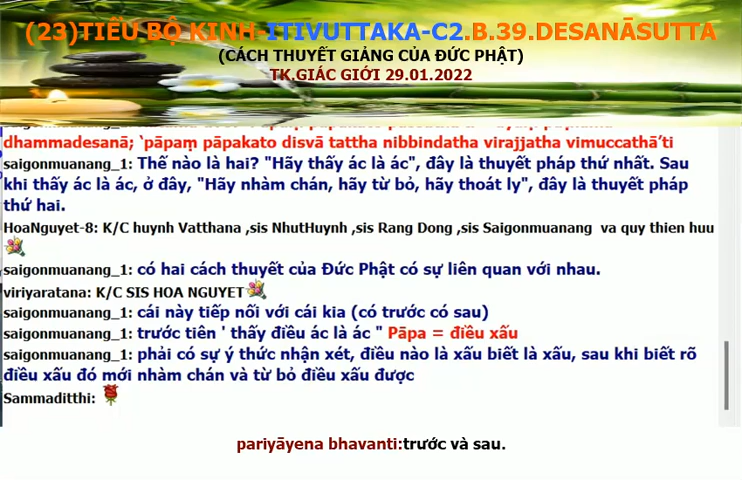 (23)TIỂU BỘ KINH-ITIVUTTAKA-C2.B.39.DESANĀSUTTA
(CÁCH THUYẾT GIẢNG CỦA ĐỨC PHẬT)
TK.GIÁC GIỚI 29.01.2022
dhammadesanā; ‘pāpaṃ pāpakato disvā tattha nibbindatha virajjatha vimuccathā’ti
saigonmuanang_1: Thế nào là hai? "Hãy thấy ác là ác", đây là thuyết pháp thứ nhất. Sau
khi thấy ác là ác, ở đây, "Hãy nhàm chán, hãy từ bỏ, hãy thoát ly", đây là thuyết pháp
thứ hai.
HoaNguyet-8: K/C huynh Vatthana ,sis NhutHuynh ,sis Rang Dong ,sis Saigonmuanang va quy thien huu
saigonmuanang_1: có hai cách thuyết của Đức Phật có sự liên quan với nhau.
viriyaratana: K/C SIS HOA NGUYET
saigonmuanang_1: cái này tiếp nối với cái kia (có trước có sau)
saigonmuanang_1: trước tiên ' thấy điều ác là ác " Pāpa = điều xấu
saigonmuanang_1: phải có sự ý thức nhận xét, điều nào là xấu biết là xấu, sau khi biết rõ
điều xấu đó mới nhàm chán và từ bỏ điều xấu được
Sammaditthi:
pariyāyena bhavanti:trước và sau.